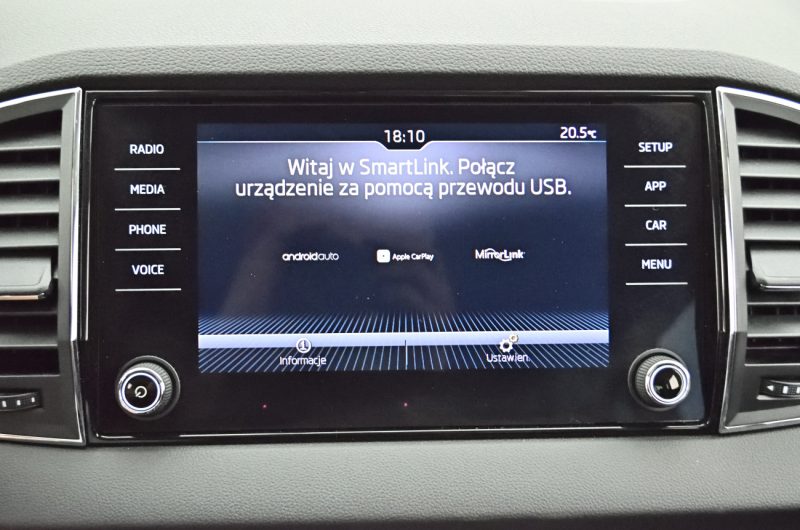 18:10
20.5°C
RADIO
MEDIA
PHONE
VOICE
Witaj w SmartLink. Połącz
urządzenie za pomocą przewodu USB.
androidauto
Apple CarPlay
MirrorLink
SETUP
APP
CAR
MENU
Informacje
Ustawien.